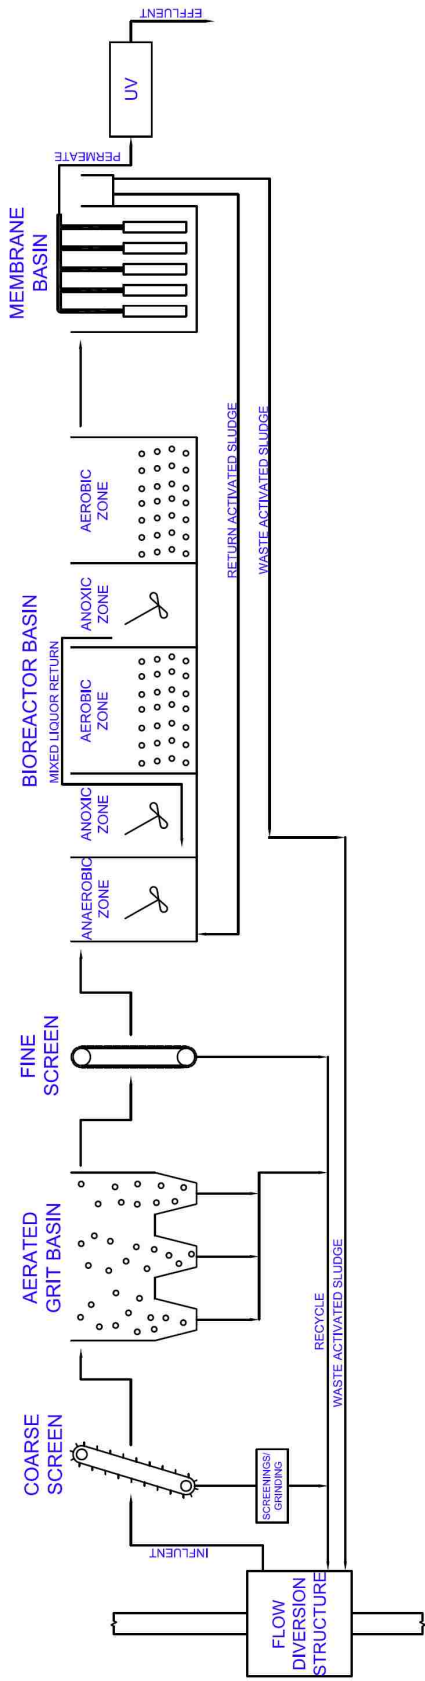 FLOW
DIVERSION
STRUCTURE
INFLUENT
COARSE
SCREEN
SCREENINGS/
GRINDING
AERATED
GRIT BASIN
RECYCLE
WASTE ACTIVATED SLUDGE
FINE
SCREEN
BIOREACTOR BASIN
MIXED LIQUOR RETURN
ANAEROBIC
ZONE
ANOXIC
ZONE
AEROBIC
ZONE
ANOXIC
ZONE
AEROBIC
ZONE
RETURN ACTIVATED SLUDGE
WASTE ACTIVATED SLUDGE
MEMBRANE
BASIN
PERMEATE
UV
EFFLUENT